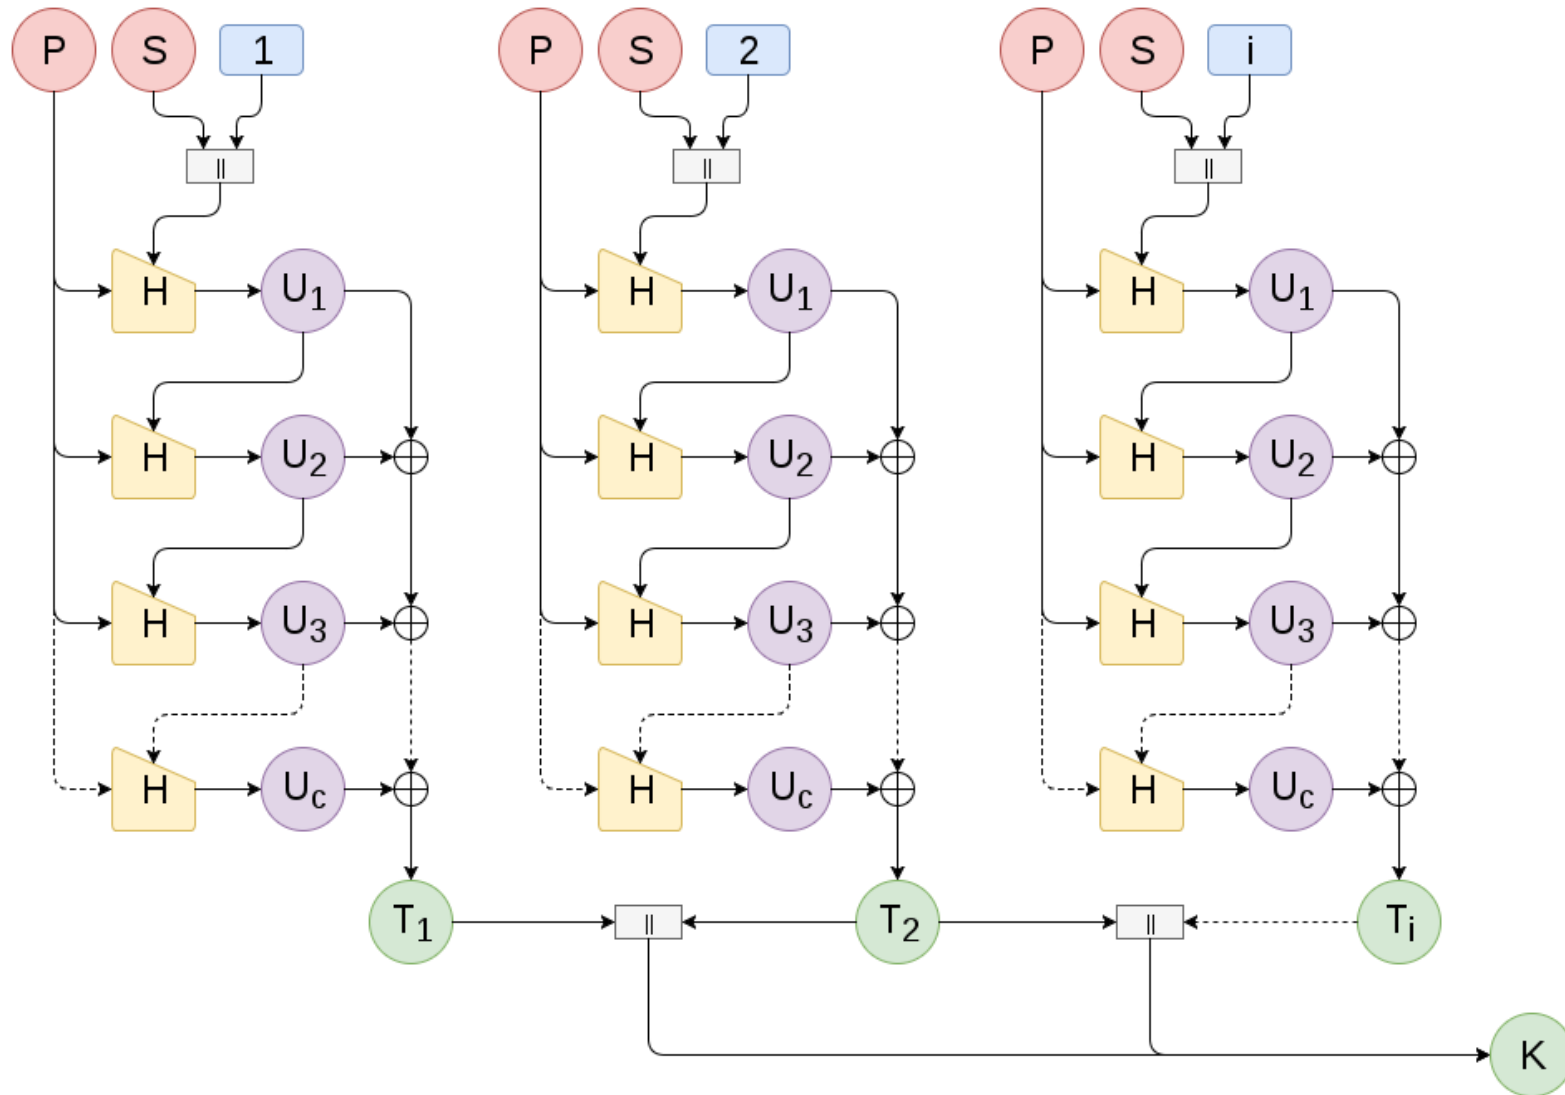 P S 1 P S 2 P S i
|| || ||
H U1 H U1 H U1
H U2 H U2 H U2
H U3 H U3 H U3
H Uc H Uc H Uc
T1 || T2 || Ti
K